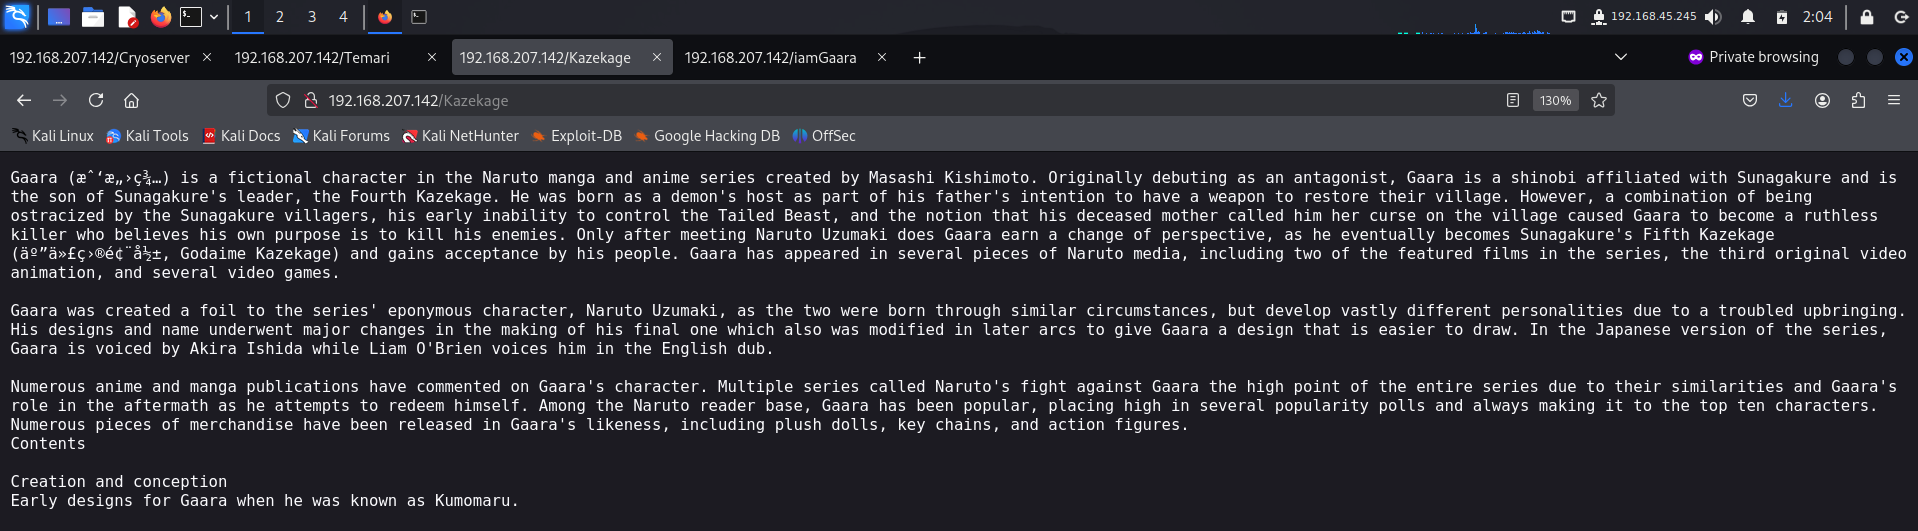 1 2 3 4 192.168.45.245 2:04
192.168.207.142/Cryoserver 192.168.207.142/Temari 192.168.207.142/Kazekage 192.168.207.142/iamGaara Private browsing
192.168.207.142/Kazekage 130%
Kali Linux Kali Tools Kali Docs Kali Forums Kali NetHunter Exploit-DB Google Hacking DB OffSec
Gaara (æˆ‘æ„›ç¾…) is a fictional character in the Naruto manga and anime series created by Masashi Kishimoto. Originally debuting as an antagonist, Gaara is a shinobi affiliated with Sunagakure and is
the son of Sunagakure's leader, the Fourth Kazekage. He was born as a demon's host as part of his father's intention to have a weapon to restore their village. However, a combination of being
ostracized by the Sunagakure villagers, his early inability to control the Tailed Beast, and the notion that his deceased mother called him her curse on the village caused Gaara to become a ruthless
killer who believes his own purpose is to kill his enemies. Only after meeting Naruto Uzumaki does Gaara earn a change of perspective, as he eventually becomes Sunagakure's Fifth Kazekage
(äº”ä»£ç›®é¢¨å½±, Godaime Kazekage) and gains acceptance by his people. Gaara has appeared in several pieces of Naruto media, including two of the featured films in the series, the third original video
animation, and several video games.
Gaara was created a foil to the series' eponymous character, Naruto Uzumaki, as the two were born through similar circumstances, but develop vastly different personalities due to a troubled upbringing.
His designs and name underwent major changes in the making of his final one which also was modified in later arcs to give Gaara a design that is easier to draw. In the Japanese version of the series,
Gaara is voiced by Akira Ishida while Liam O'Brien voices him in the English dub.
Numerous anime and manga publications have commented on Gaara's character. Multiple series called Naruto's fight against Gaara the high point of the entire series due to their similarities and Gaara's
role in the aftermath as he attempts to redeem himself. Among the Naruto reader base, Gaara has been popular, placing high in several popularity polls and always making it to the top ten characters.
Numerous pieces of merchandise have been released in Gaara's likeness, including plush dolls, key chains, and action figures.
Contents
Creation and conception
Early designs for Gaara when he was known as Kumomaru.